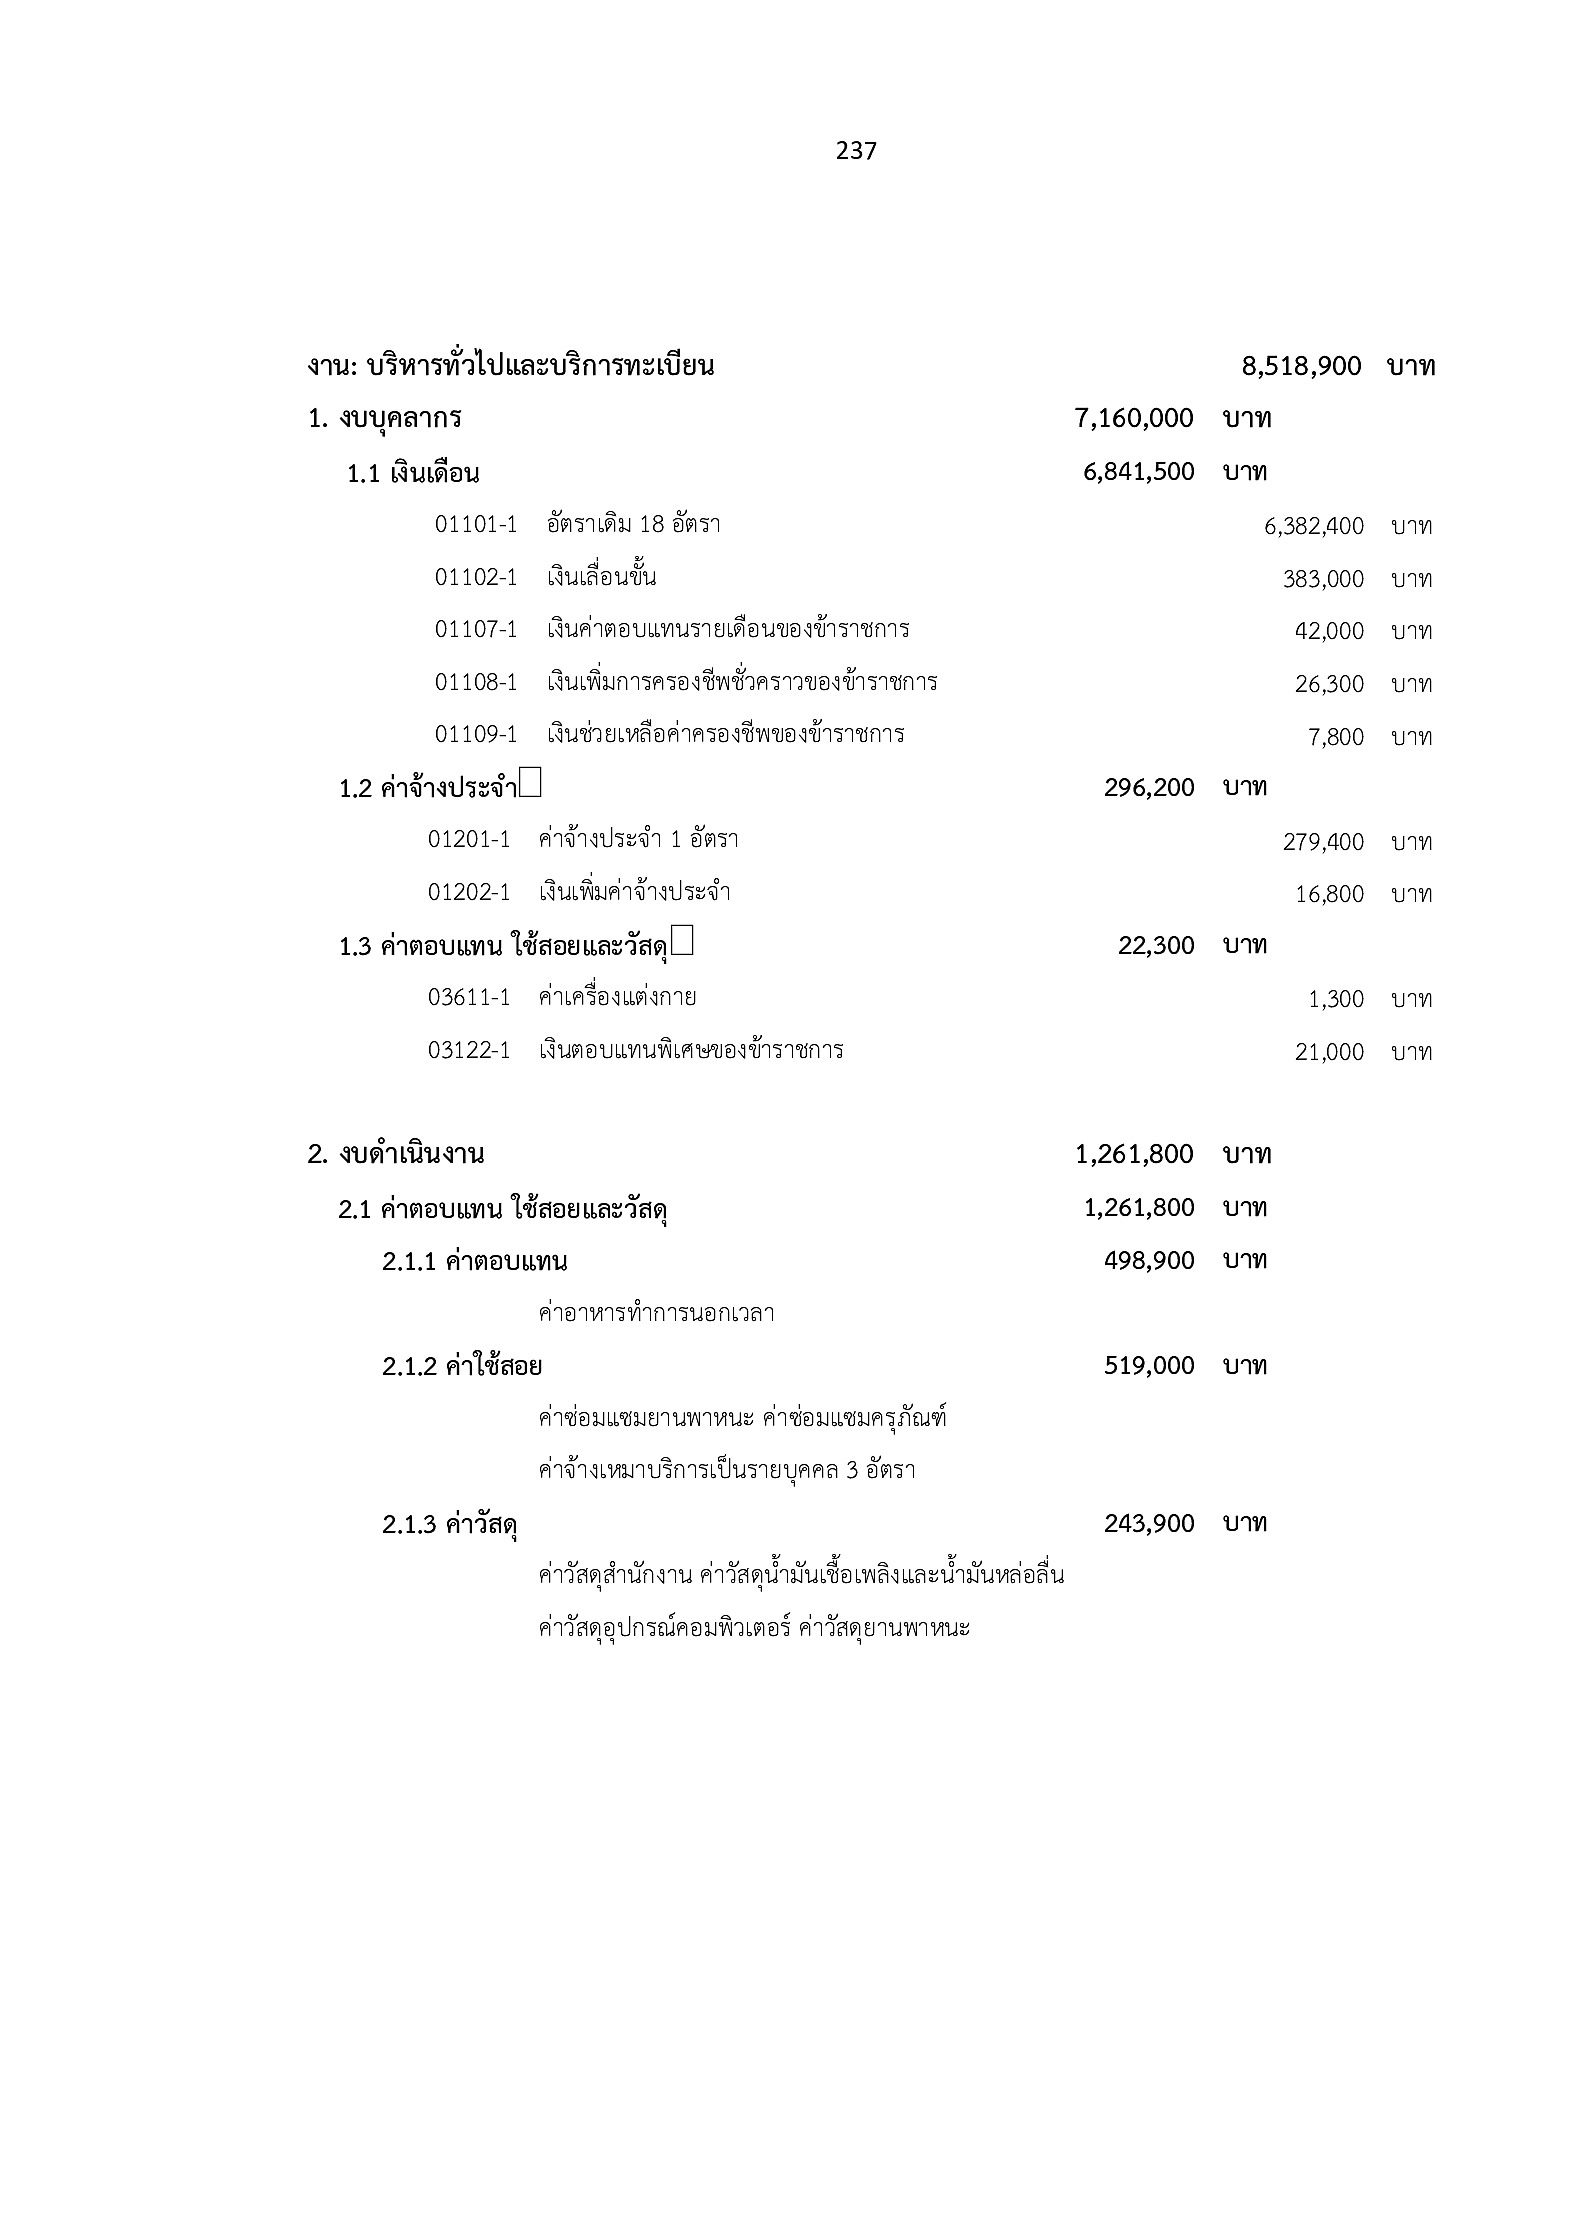 237
งาน: บริหารทั่วไปและบริการทะเบียน 8,518,900 บาท
1. งบบุคลากร 7,160,000 บาท
1.1 เงินเดือน 6,841,500 บาท
01101-1 อัตราเดิม 18 อัตรา 6,382,400 บาท
01102-1 เงินเลื่อนขั้น 383,000 บาท
01107-1 เงินค่าตอบแทนรายเดือนของข้าราชการ 42,000 บาท
01108-1 เงินเพิ่มการครองชีพชั่วคราวของข้าราชการ 26,300 บาท
01109-1 เงินช่วยเหลือค่าครองชีพของข้าราชการ 7,800 บาท
1.2 ค่าจ้างประจำ 296,200 บาท
01201-1 ค่าจ้างประจำ 1 อัตรา 279,400 บาท
01202-1 เงินเพิ่มค่าจ้างประจำ 16,800 บาท
1.3 ค่าตอบแทน ใช้สอยและวัสดุ 22,300 บาท
03611-1 ค่าเครื่องแต่งกาย 1,300 บาท
03122-1 เงินตอบแทนพิเศษของข้าราชการ 21,000 บาท
2. งบดำเนินงาน 1,261,800 บาท
2.1 ค่าตอบแทน ใช้สอยและวัสดุ 1,261,800 บาท
2.1.1 ค่าตอบแทน 498,900 บาท
ค่าอาหารทำการนอกเวลา
2.1.2 ค่าใช้สอย 519,000 บาท
ค่าซ่อมแซมยานพาหนะ ค่าซ่อมแซมครุภัณฑ์
ค่าจ้างเหมาบริการเป็นรายบุคคล 3 อัตรา
2.1.3 ค่าวัสดุ 243,900 บาท
ค่าวัสดุสำนักงาน ค่าวัสดุน้ำมันเชื้อเพลิงและน้ำมันหล่อลื่น
ค่าวัสดุอุปกรณ์คอมพิวเตอร์ ค่าวัสดุยานพาหนะ